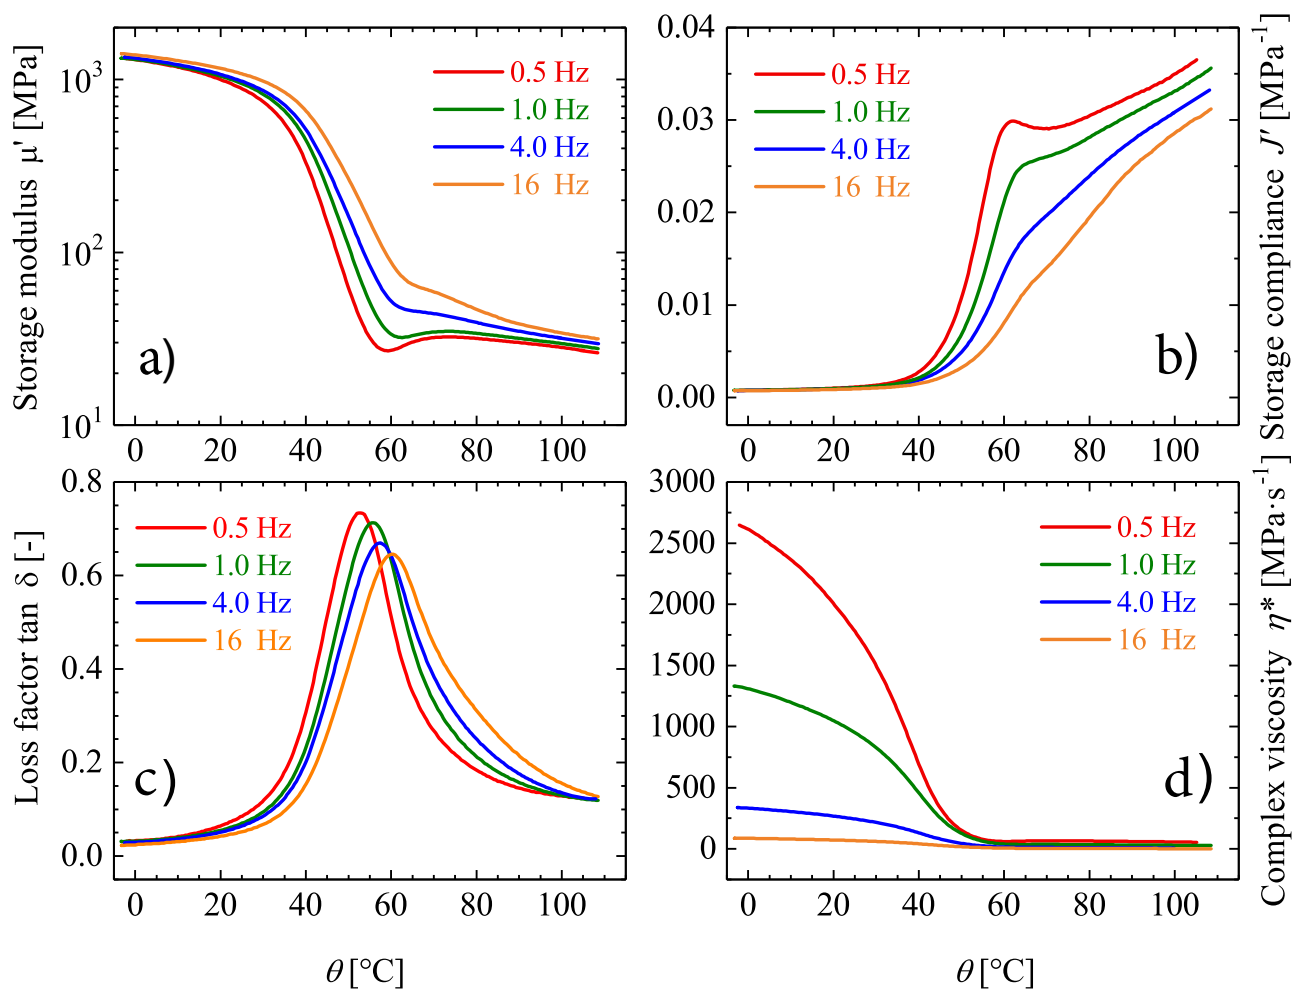 Storage modulus μ' [MPa]
10³
10²
10¹
0.5 Hz
1.0 Hz
4.0 Hz
16 Hz
a)
0 20 40 60 80 100
0.04
0.03
0.02
0.01
0.00
0.5 Hz
1.0 Hz
4.0 Hz
16 Hz
b)
0 20 40 60 80 100
Storage compliance J' [MPa⁻¹]
Loss factor tan δ [-]
0.8
0.6
0.4
0.2
0.0
0.5 Hz
1.0 Hz
4.0 Hz
16 Hz
c)
0 20 40 60 80 100
θ [°C]
3000
2500
2000
1500
1000
500
0
0.5 Hz
1.0 Hz
4.0 Hz
16 Hz
d)
0 20 40 60 80 100
θ [°C]
Complex viscosity η* [MPa·s⁻¹]